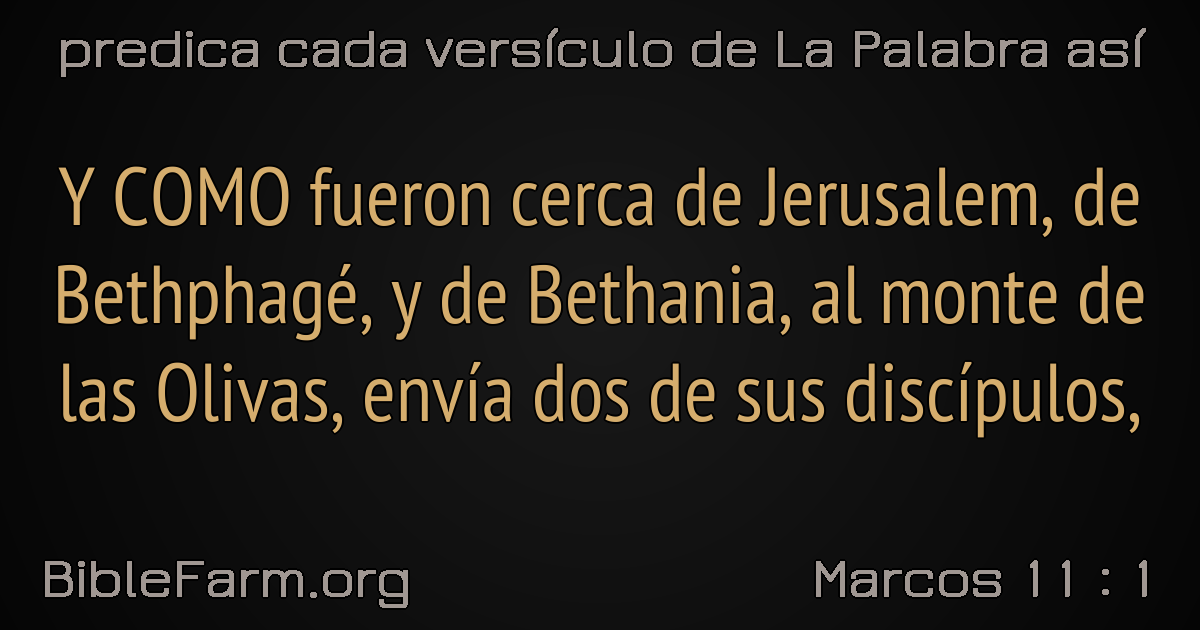 predica cada versículo de La Palabra así
Y COMO fueron cerca de Jerusalem, de
Bethphagé, y de Bethania, al monte de
las Olivas, envía dos de sus discípulos,
BibleFarm.org
Marcos 11 : 1